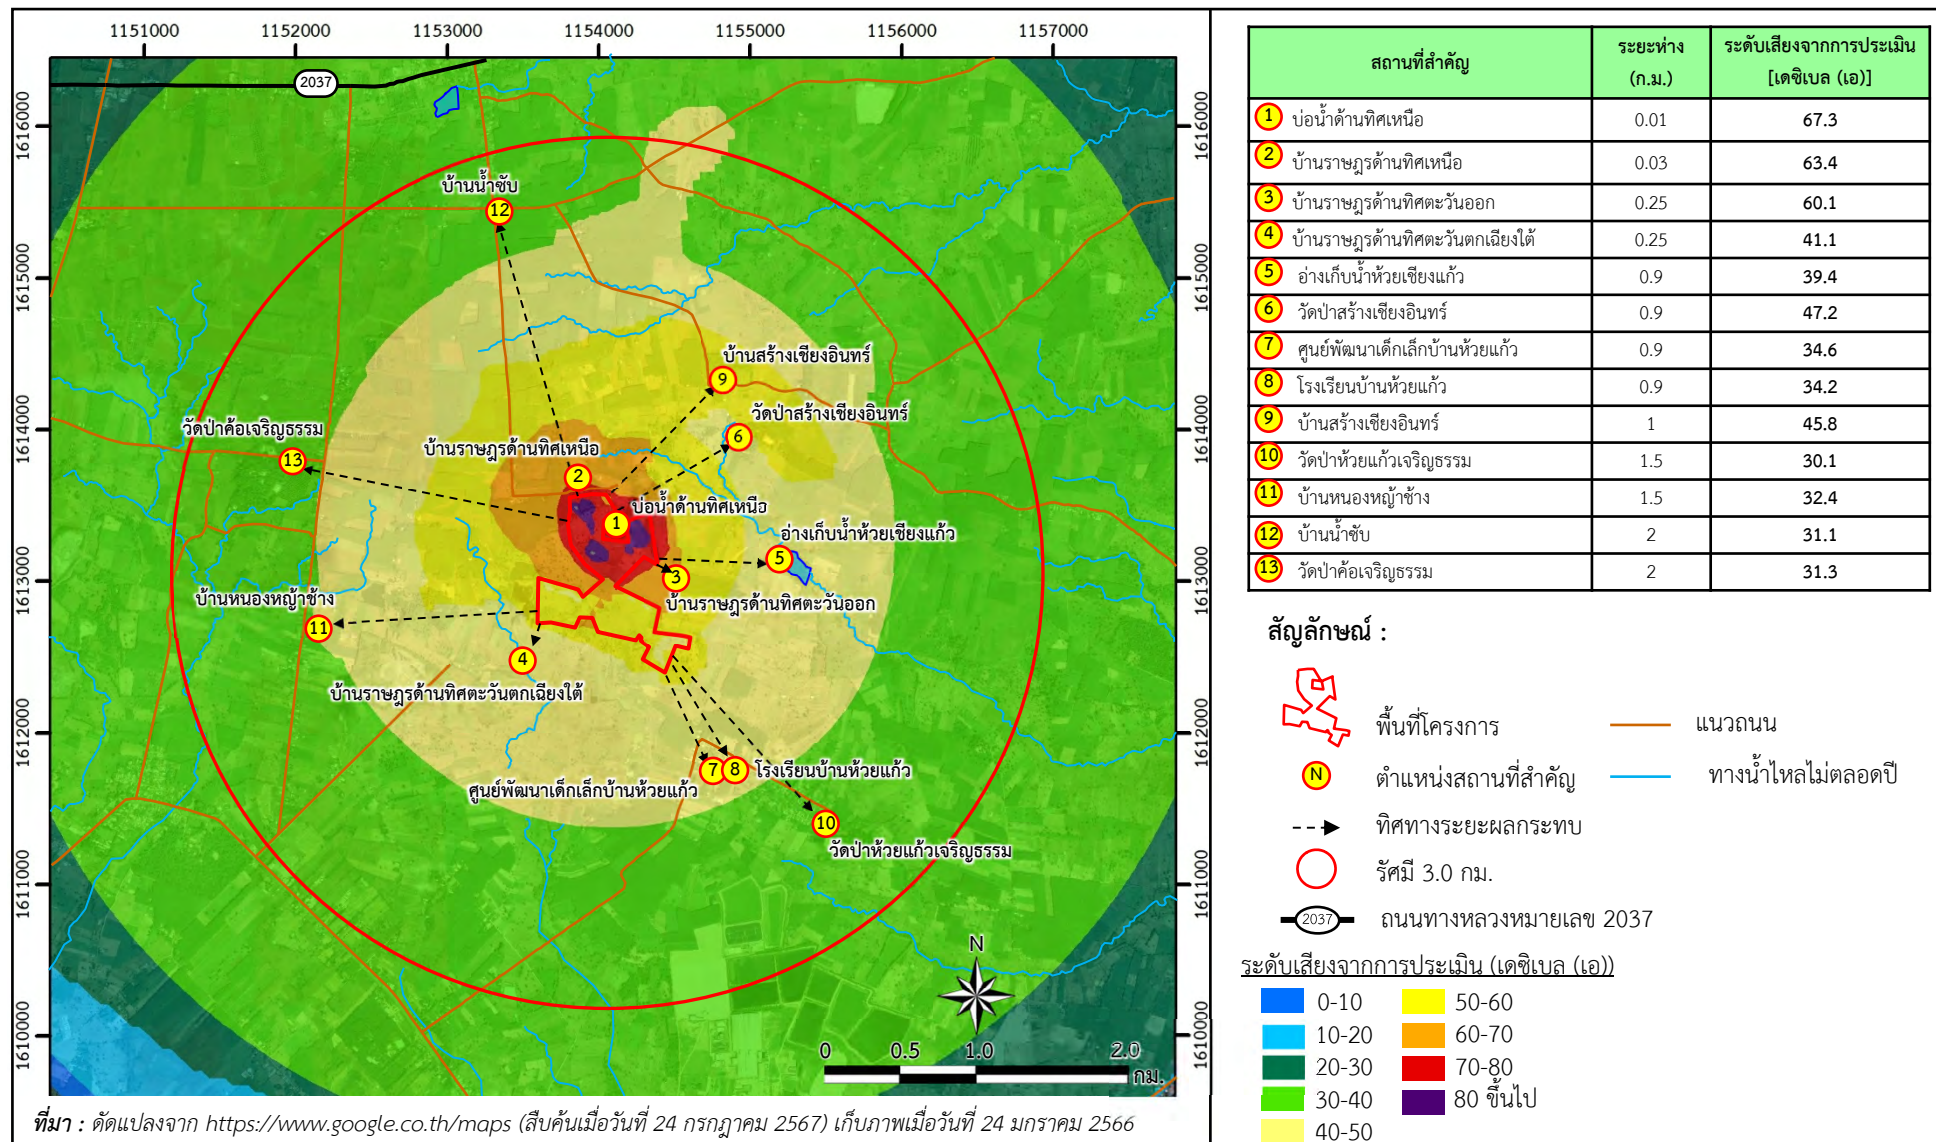 1151000 1152000 1153000 1154000 1155000 1156000 1157000
1616000
1615000
1614000
1613000
1612000
1611000
1610000
1616000
1615000
1614000
1613000
1612000
1611000
1610000
2037
บ้านน้ำซับ
12
บ้านสร้างเชียงอินทร์
9
วัดป่าสร้างเชียงอินทร์
6
วัดป่าค้อเจริญธรรม
13
บ้านราษฎรด้านทิศเหนือ
2
บ่อน้ำด้านทิศเหนือ
1
อ่างเก็บน้ำห้วยเชียงแก้ว
5
3
บ้านราษฎรด้านทิศตะวันออก
บ้านหนองหญ้าช้าง
11
4
บ้านราษฎรด้านทิศตะวันตกเฉียงใต้
7 8 โรงเรียนบ้านห้วยแก้ว
ศูนย์พัฒนาเด็กเล็กบ้านห้วยแก้ว
10
วัดป่าห้วยแก้วเจริญธรรม
N
0 0.5 1.0 2.0
กม.
ที่มา : ดัดแปลงจาก https://www.google.co.th/maps (สืบค้นเมื่อวันที่ 24 กรกฎาคม 2567) เก็บภาพเมื่อวันที่ 24 มกราคม 2566
สถานที่สำคัญ ระยะห่าง (ก.ม.) ระดับเสียงจากการประเมิน [เดซิเบล (เอ)]
1 บ่อน้ำด้านทิศเหนือ 0.01 67.3
2 บ้านราษฎรด้านทิศเหนือ 0.03 63.4
3 บ้านราษฎรด้านทิศตะวันออก 0.25 60.1
4 บ้านราษฎรด้านทิศตะวันตกเฉียงใต้ 0.25 41.1
5 อ่างเก็บน้ำห้วยเชียงแก้ว 0.9 39.4
6 วัดป่าสร้างเชียงอินทร์ 0.9 47.2
7 ศูนย์พัฒนาเด็กเล็กบ้านห้วยแก้ว 0.9 34.6
8 โรงเรียนบ้านห้วยแก้ว 0.9 34.2
9 บ้านสร้างเชียงอินทร์ 1 45.8
10 วัดป่าห้วยแก้วเจริญธรรม 1.5 30.1
11 บ้านหนองหญ้าช้าง 1.5 32.4
12 บ้านน้ำซับ 2 31.1
13 วัดป่าค้อเจริญธรรม 2 31.3
สัญลักษณ์ :
พื้นที่โครงการ แนวถนน
N ตำแหน่งสถานที่สำคัญ ทางน้ำไหลไม่ตลอดปี
ทิศทางระยะผลกระทบ
รัศมี 3.0 กม.
2037 ถนนทางหลวงหมายเลข 2037
ระดับเสียงจากการประเมิน (เดซิเบล (เอ))
0-10 50-60
10-20 60-70
20-30 70-80
30-40 80 ขึ้นไป
40-50